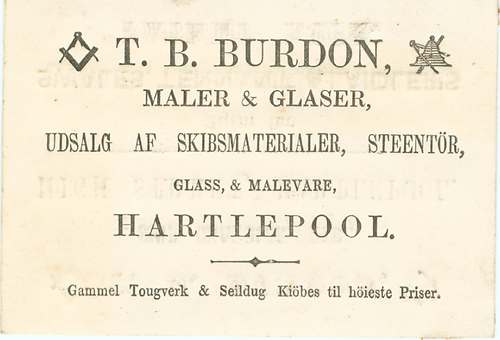 T. B. BURDON,
MALER & GLASER,
UDSALG AF SKIBSMATERIALER, STEENTÖR,
GLASS, & MALEVARE,
HARTLEPOOL.
Gammel Tougverk & Seildug Kiöbes til höieste Priser.